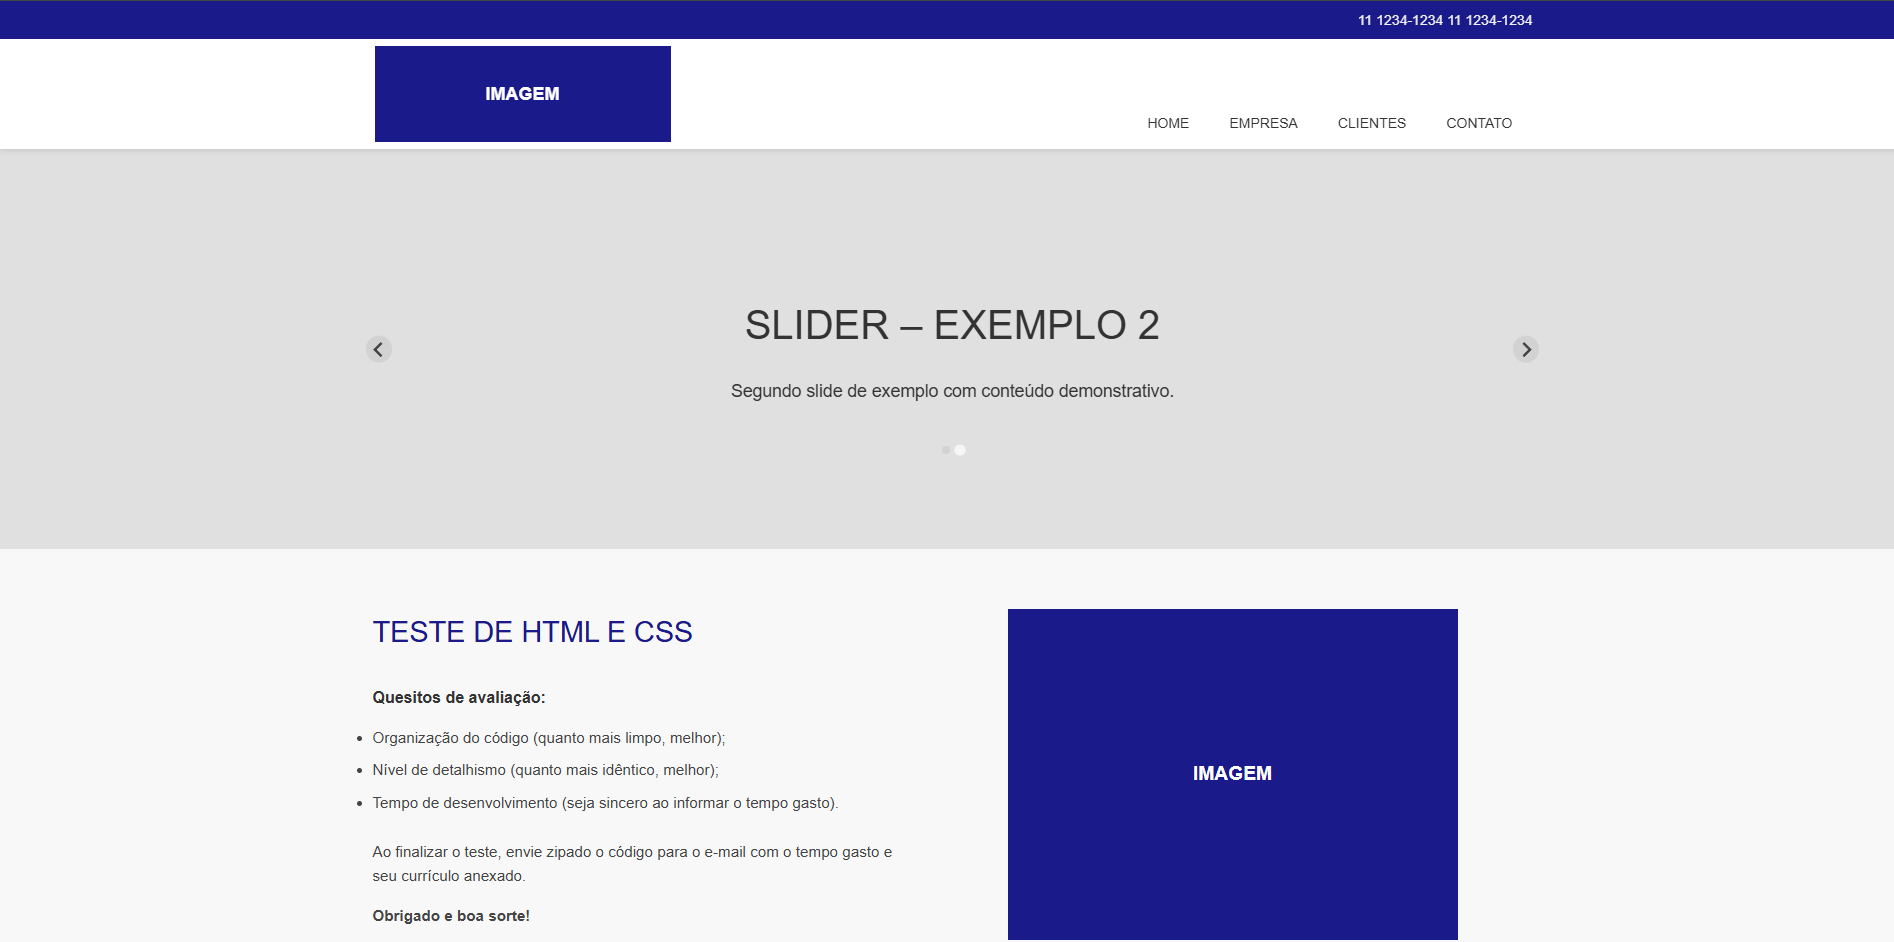 11 1234-1234 11 1234-1234
IMAGEM
HOME EMPRESA CLIENTES CONTATO
SLIDER – EXEMPLO 2
Segundo slide de exemplo com conteúdo demonstrativo.
TESTE DE HTML E CSS
Quesitos de avaliação:
• Organização do código (quanto mais limpo, melhor);
• Nível de detalhismo (quanto mais idêntico, melhor);
• Tempo de desenvolvimento (seja sincero ao informar o tempo gasto).
Ao finalizar o teste, envie zipado o código para o e-mail com o tempo gasto e
seu currículo anexado.
Obrigado e boa sorte!
IMAGEM